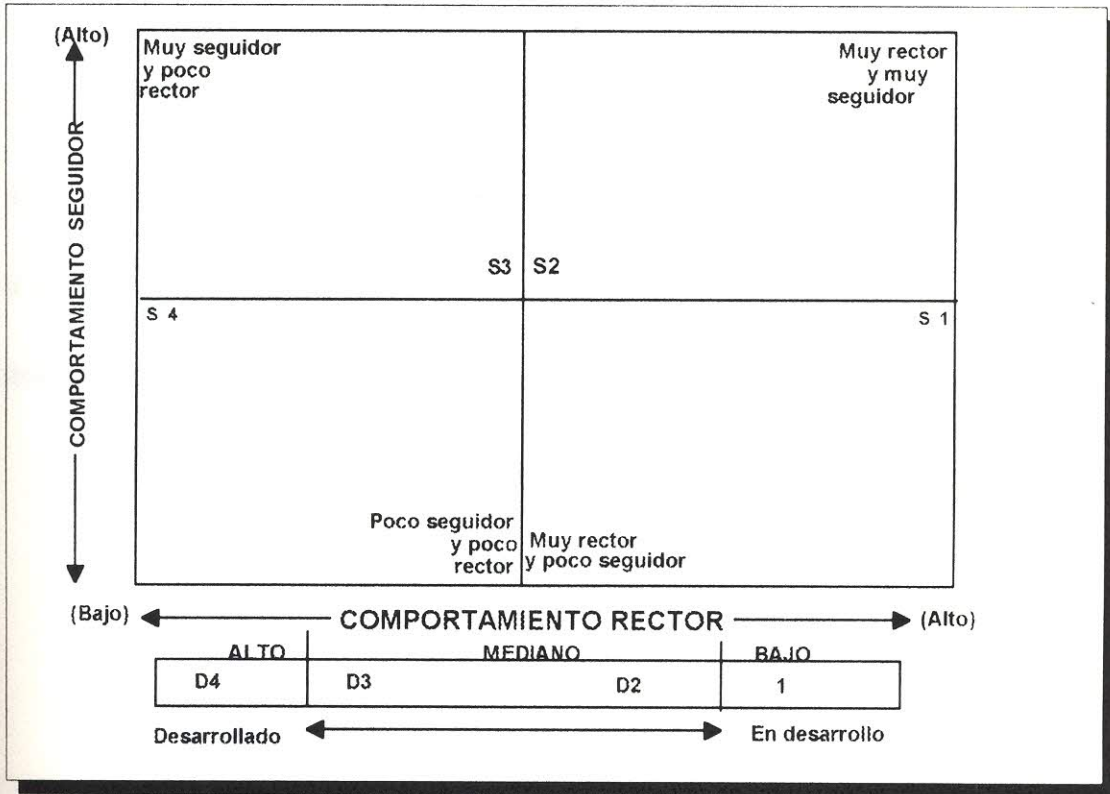 (Alto)
Muy seguidor
y poco
rector
Muy rector
y muy
seguidor
COMPORTAMIENTO SEGUIDOR
S3
S2
S 4
S 1
Poco seguidor
y poco
rector
Muy rector
y poco seguidor
(Bajo)
COMPORTAMIENTO RECTOR
(Alto)
ALTO
MEDIANO
BAJO
D4
D3
D2
1
Desarrollado
En desarrollo